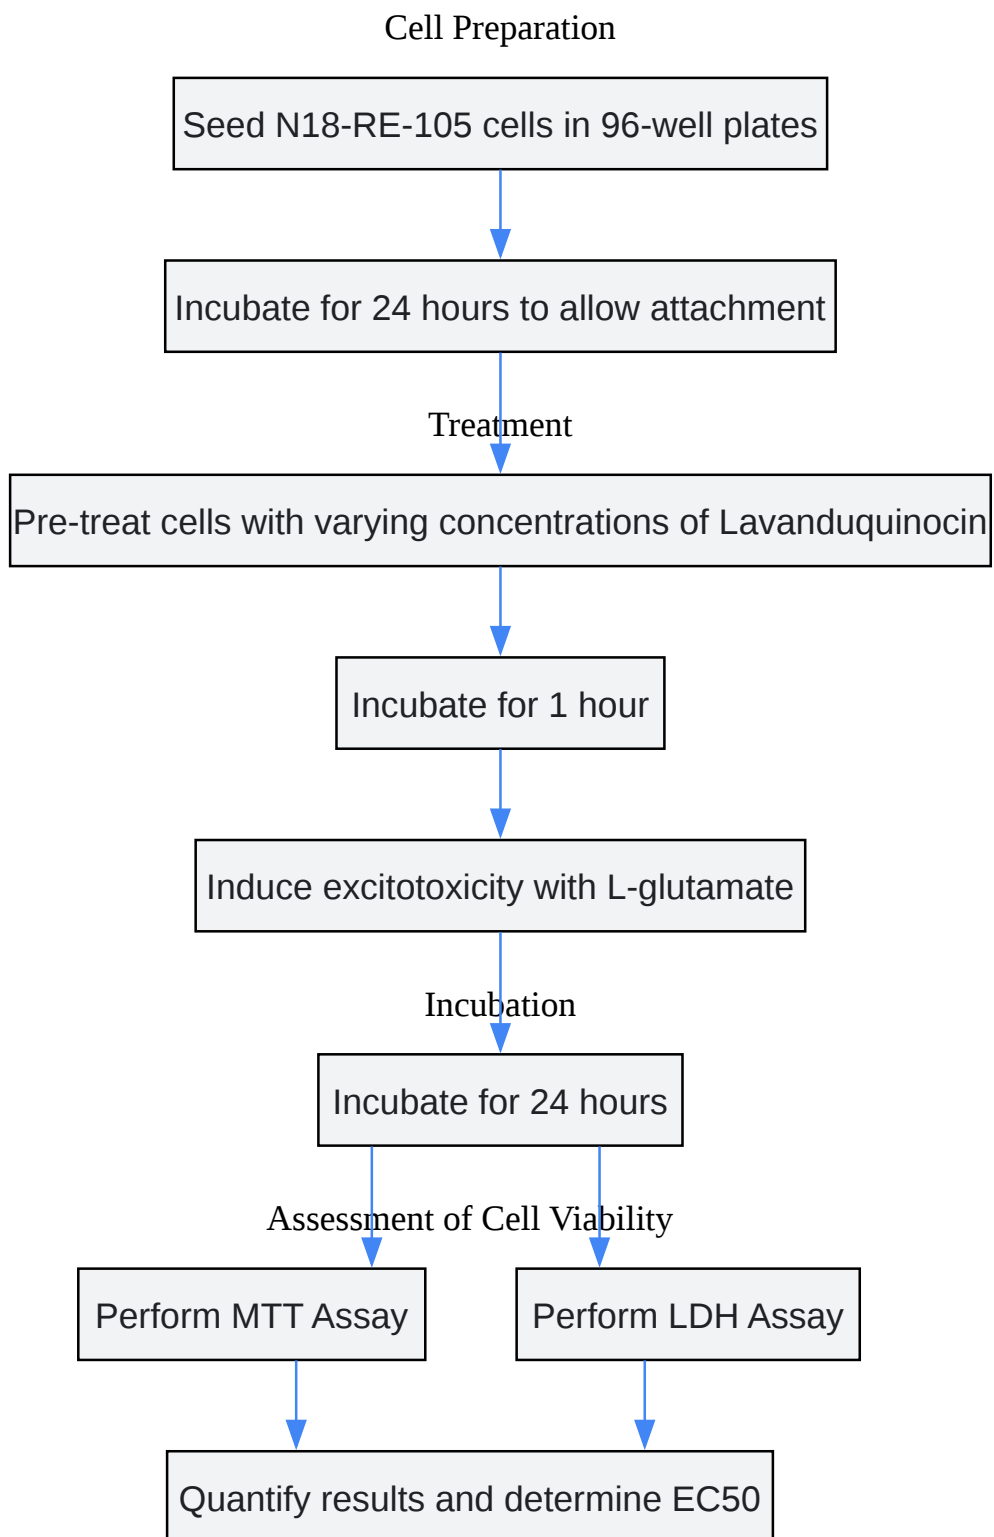 Cell Preparation
Seed N18-RE-105 cells in 96-well plates
Incubate for 24 hours to allow attachment
Treatment
Pre-treat cells with varying concentrations of Lavanduquinocin
Incubate for 1 hour
Induce excitotoxicity with L-glutamate
Incubation
Incubate for 24 hours
Assessment of Cell Viability
Perform MTT Assay
Perform LDH Assay
Quantify results and determine EC50